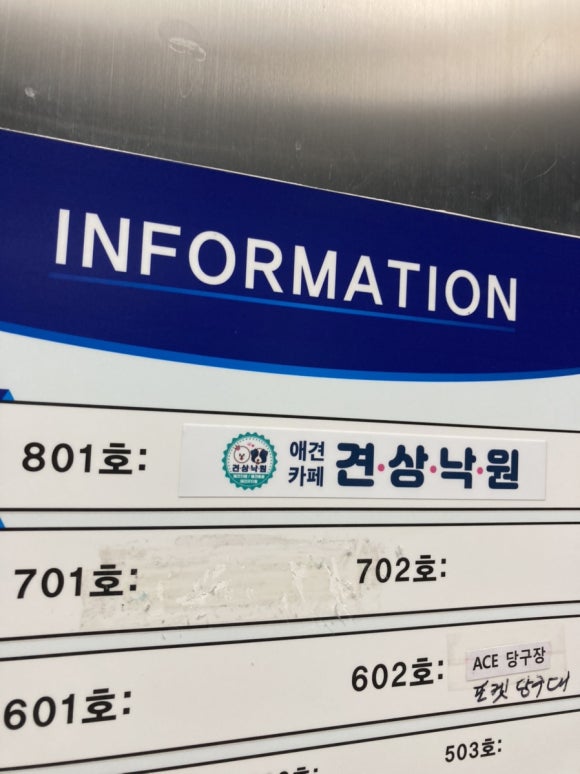 INFORMATION
801호: 견상낙원 애견 카페 견·상·낙·원
701호: 702호:
601호: 602호: ACE 당구장
포켓 당구대
503호: